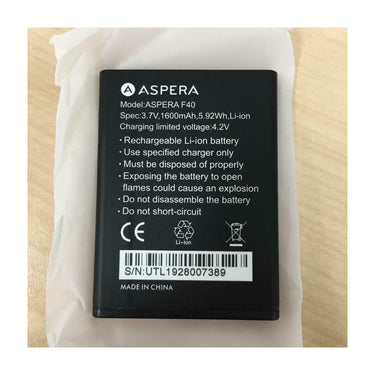 ASPERA
Model:ASPERA F40
Spec:3.7V,1600mAh,5.92Wh,Li-ion
Charging limited voltage:4.2V
•Rechargeable Li-ion battery
•Use specified charger only
•Must be disposed of properly
•Exposing the battery to open
flames could cause an explosion
•Do not disassemble the battery
•Do not short-circuit
CE
Li-ion
S/N:UTL1928007389
MADE IN CHINA